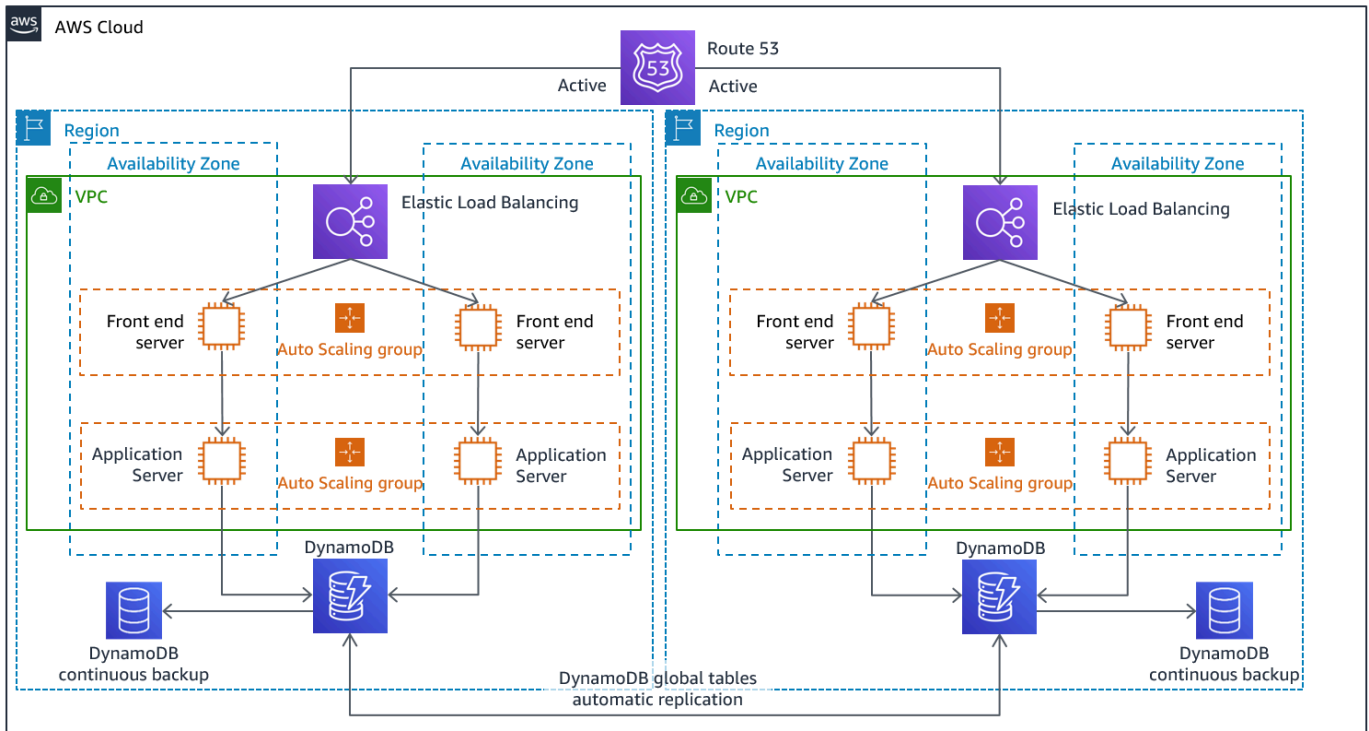 aws
AWS Cloud
Route 53
53
Active
Active
Region
Region
Availability Zone
Availability Zone
Availability Zone
Availability Zone
VPC
VPC
Elastic Load Balancing
Elastic Load Balancing
Front end
server
Auto Scaling group
Front end
server
Front end
server
Auto Scaling group
Front end
server
Application
Server
Auto Scaling group
Application
Server
Application
Server
Auto Scaling group
Application
Server
DynamoDB
DynamoDB
DynamoDB
continuous backup
DynamoDB
continuous backup
DynamoDB global tables
automatic replication